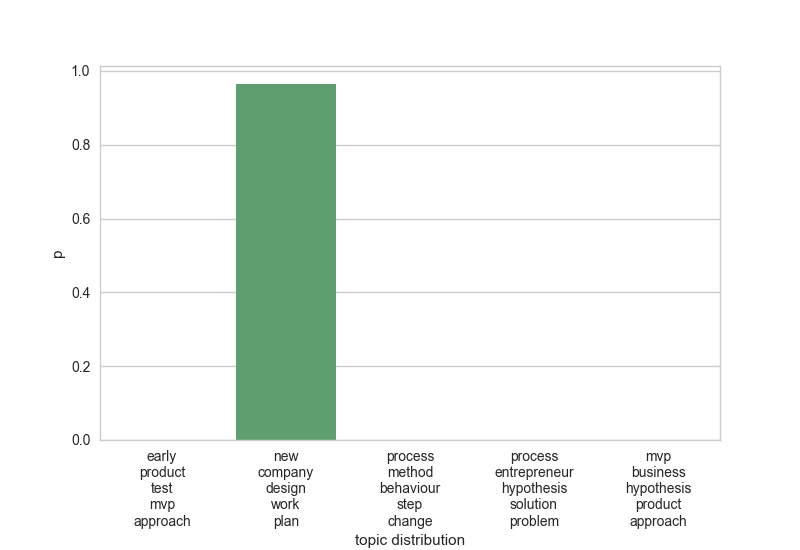 1.0
0.8
0.6
0.4
0.2
0.0
p
early
product
test
mvp
approach
new
company
design
work
plan
process
method
behaviour
step
change
process
entrepreneur
hypothesis
solution
problem
mvp
business
hypothesis
product
approach
topic distribution